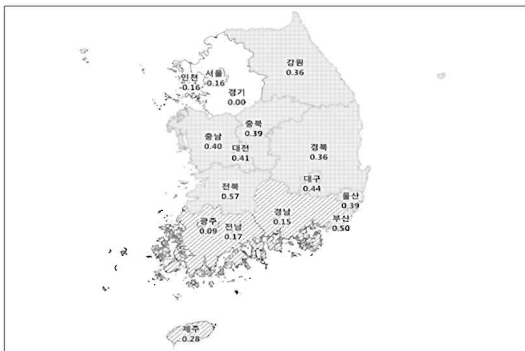 강원
0.36
서울
0.16
인천
0.16
경기
0.00
충북
0.39
충남
0.40
대전
0.41
경북
0.36
대구
0.44
전북
0.57
울산
0.39
경남
0.15
부산
0.50
광주
0.09
전남
0.17
제주
0.28